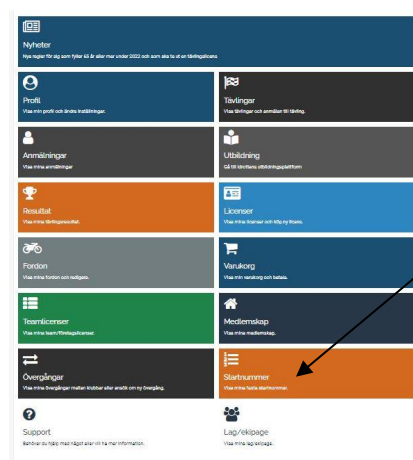 Nyheter
Nya regler för sig som fyller 65 år eller mer under 2022 och som ska ta ut en tävlingslicens.
Profil
Visa min profil och ändra inställningar.
Tävlingar
Visa tävlingar och anmälan till tävling.
Anmälningar
Visa mina anmälningar
Utbildning
Gå till Idrottens utbildningsplattform
Resultat
Visa mina tävlingsresultat.
Licenser
Visa mina licenser och köp ny licens.
Fordon
Visa mina fordon och redigera.
Varukorg
Visa min varukorg och betala.
Teamlicenser
Visa mina team/företagslicenser.
Medlemskap
Visa mina medlemskap.
Övergångar
Visa mina övergångar mellan klubbar eller ansök om ny övergång.
Startnummer
Visa mina fasta startnummer.
Support
Behöver du hjälp med något eller vill ha mer information.
Lag/ekipage
Visa mina lag/ekipage.